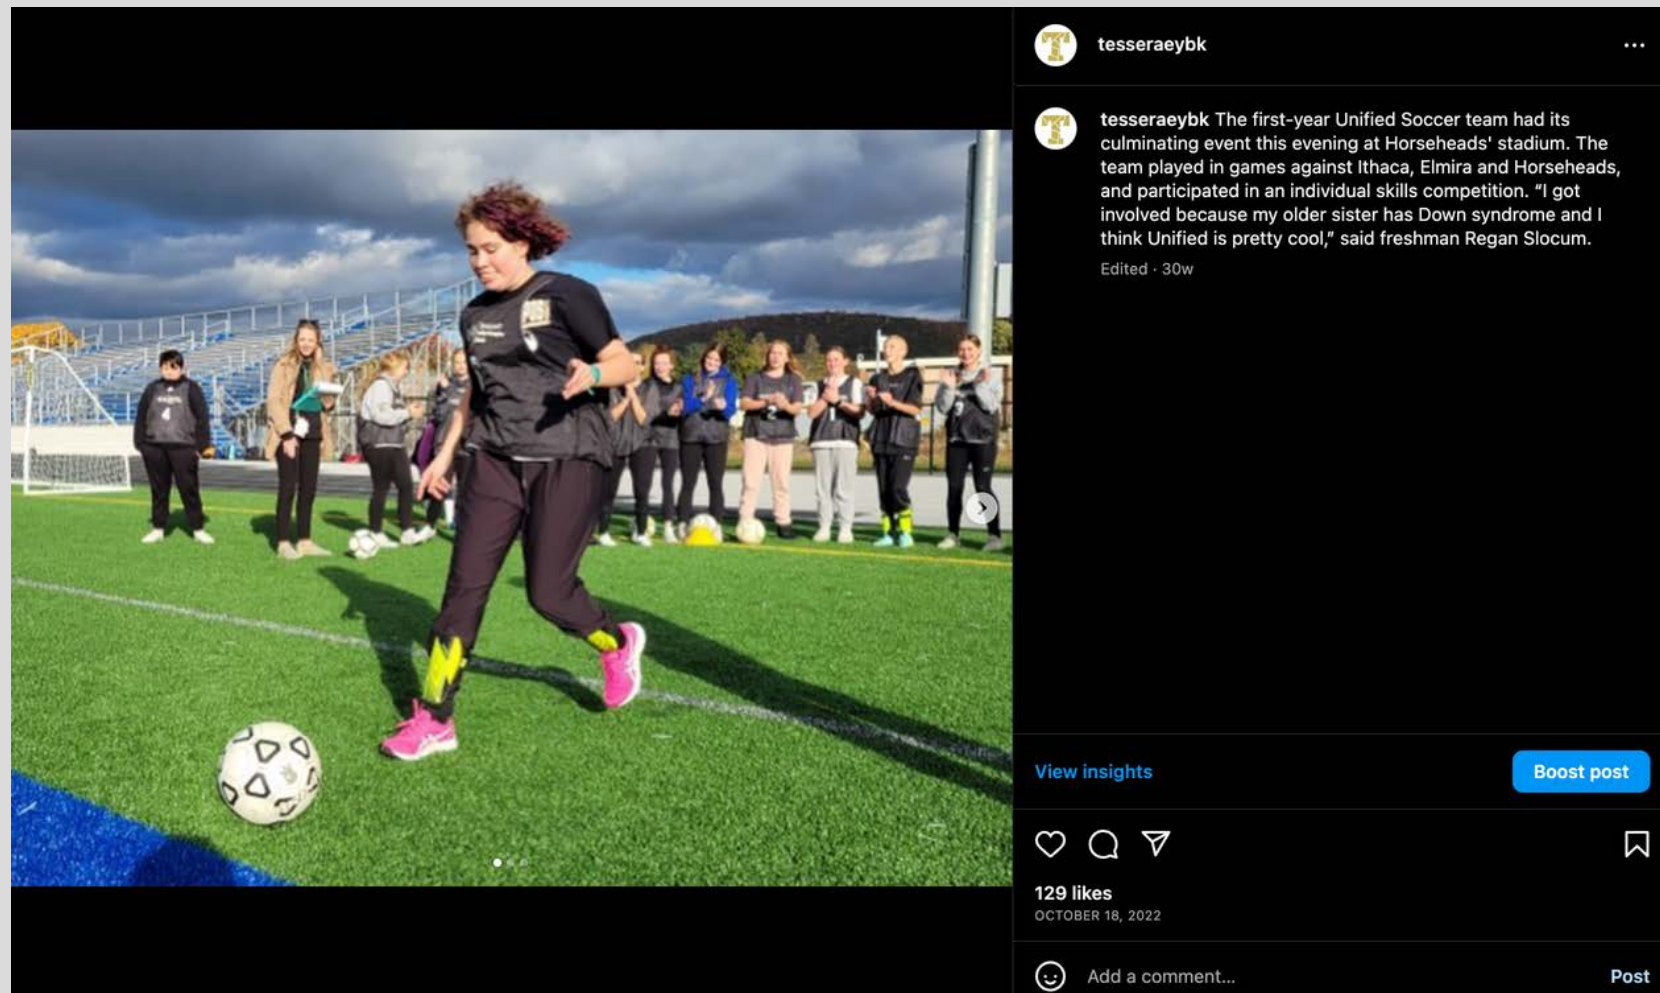 tesseraeybk
tesseraeybk The first-year Unified Soccer team had its
culminating event this evening at Horseheads' stadium. The
team played in games against Ithaca, Elmira and Horseheads,
and participated in an individual skills competition. “I got
involved because my older sister has Down syndrome and I
think Unified is pretty cool,” said freshman Regan Slocum.
Edited · 30w
4
2
1
View insights
Boost post
129 likes
OCTOBER 18, 2022
Add a comment...
Post